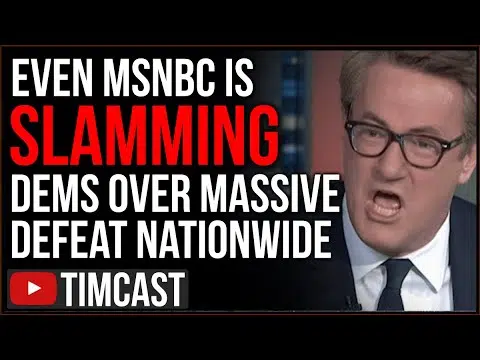 EVEN MSNBC IS
SLAMMING
DEMS OVER MASSIVE
DEFEAT NATIONWIDE
TIMCAST